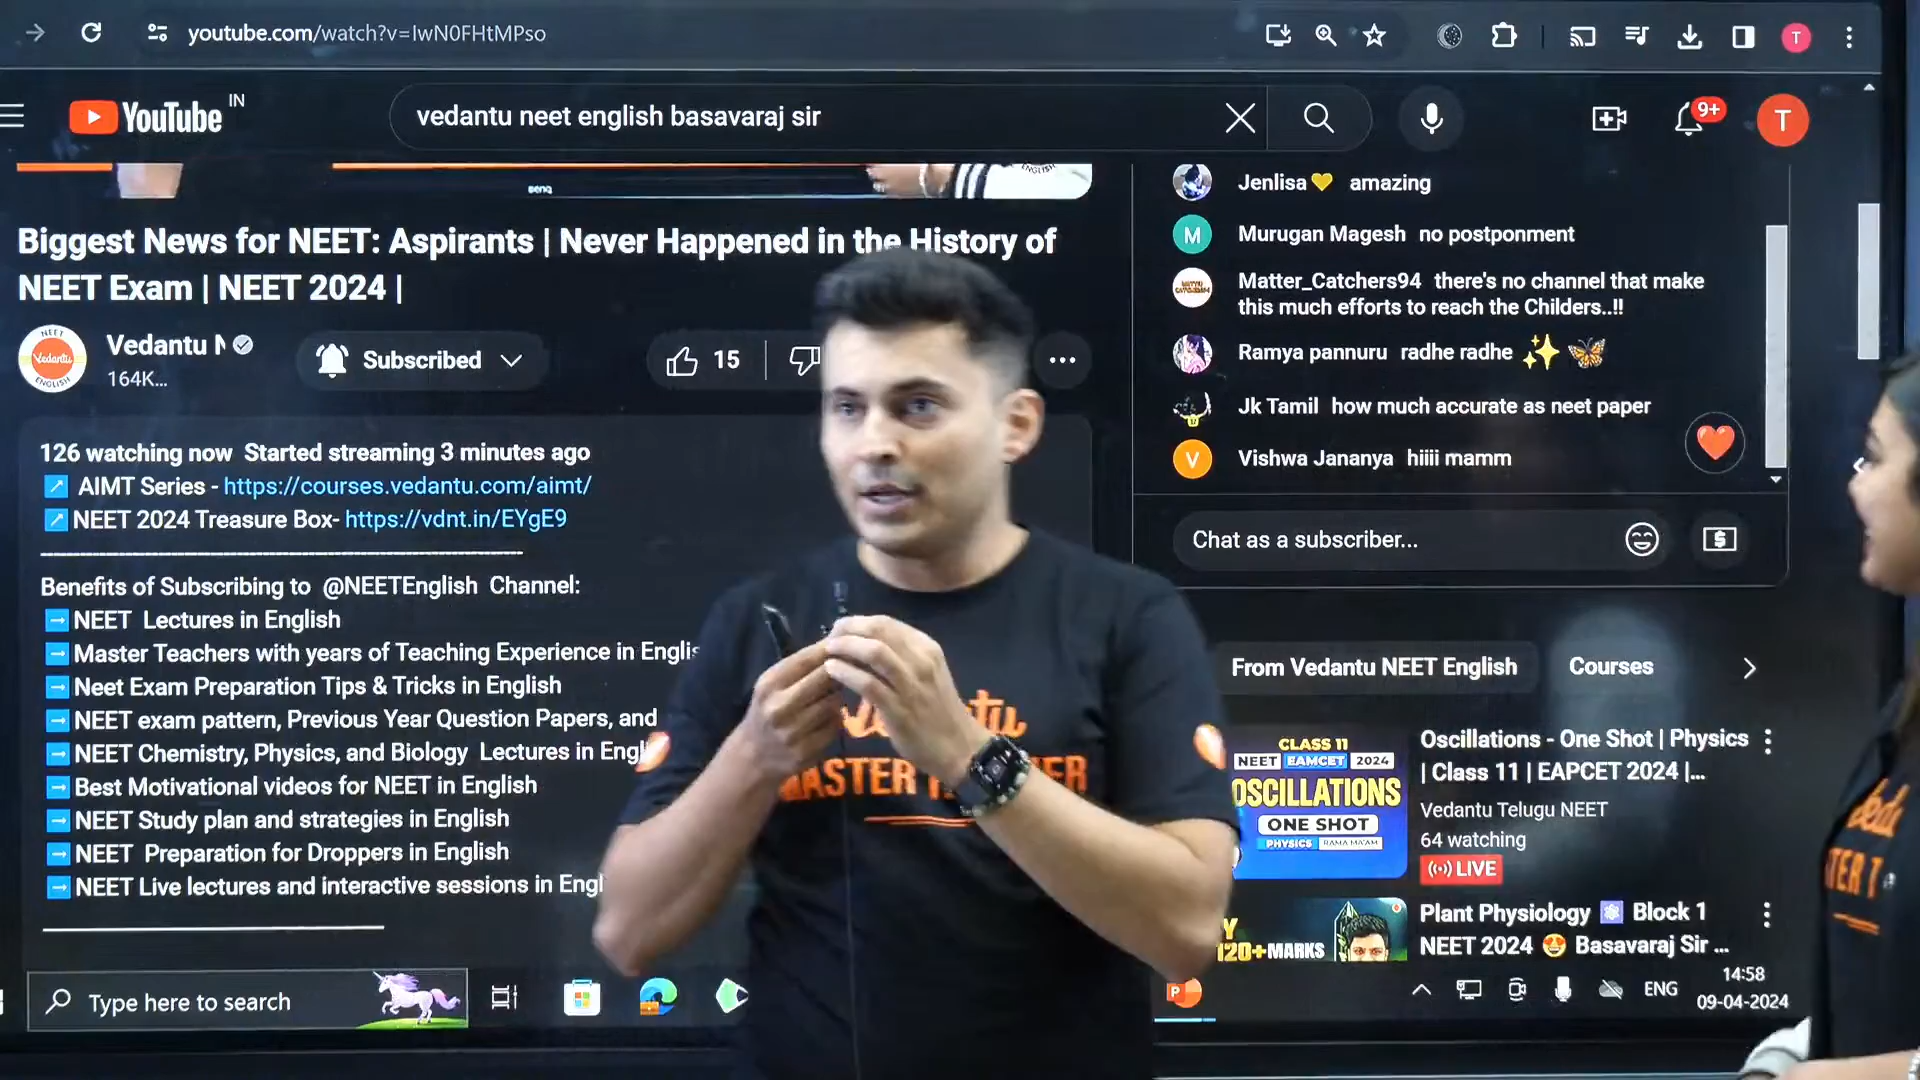 youtube.com/watch?v=IwN0FHtMPso
T
YouTube IN
vedantu neet english basavaraj sir
9+
T
ENGLISH
BenQ
Biggest News for NEET: Aspirants | Never Happened in the History of
NEET Exam | NEET 2024 |
NEET
Vedantu
ENGLISH
Vedantu N
164K...
Subscribed
15
126 watching now Started streaming 3 minutes ago
AIMT Series - https://courses.vedantu.com/aimt/
NEET 2024 Treasure Box- https://vdnt.in/EYgE9
Benefits of Subscribing to @NEETEnglish Channel:
NEET Lectures in English
Master Teachers with years of Teaching Experience in Englis
Neet Exam Preparation Tips & Tricks in English
NEET exam pattern, Previous Year Question Papers, and
NEET Chemistry, Physics, and Biology Lectures in Engl
Best Motivational videos for NEET in English
NEET Study plan and strategies in English
NEET Preparation for Droppers in English
NEET Live lectures and interactive sessions in Engl
Jenlisa💛 amazing
M
Murugan Magesh no postponment
Matter_Catchers94 there's no channel that make
this much efforts to reach the Childers..!!
Ramya pannuru radhe radhe ✨ 🦋
Jk Tamil how much accurate as neet paper
V
Vishwa Jananya hiiii mamm
Chat as a subscriber...
From Vedantu NEET English
Courses
CLASS 11
NEET EAMCET 2024
OSCILLATIONS
ONE SHOT
PHYSICS RAMA MA'AM
Oscillations - One Shot | Physics
| Class 11 | EAPCET 2024 |...
Vedantu Telugu NEET
64 watching
LIVE
Y
120+MARKS
Plant Physiology ⚛️ Block 1
NEET 2024 🤩 Basavaraj Sir ...
MASTER T HER
TER T
Type here to search
P
ENG
14:58
09-04-2024